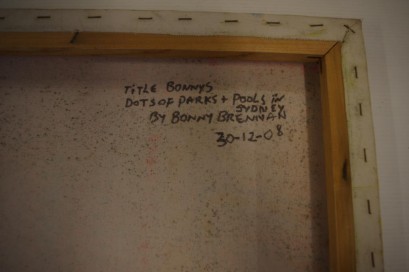 TITLE BONNYS
DOTS OF PARKS + POOLS IN
SYDNEY
BY BONNY BRENNAN
30-12-08